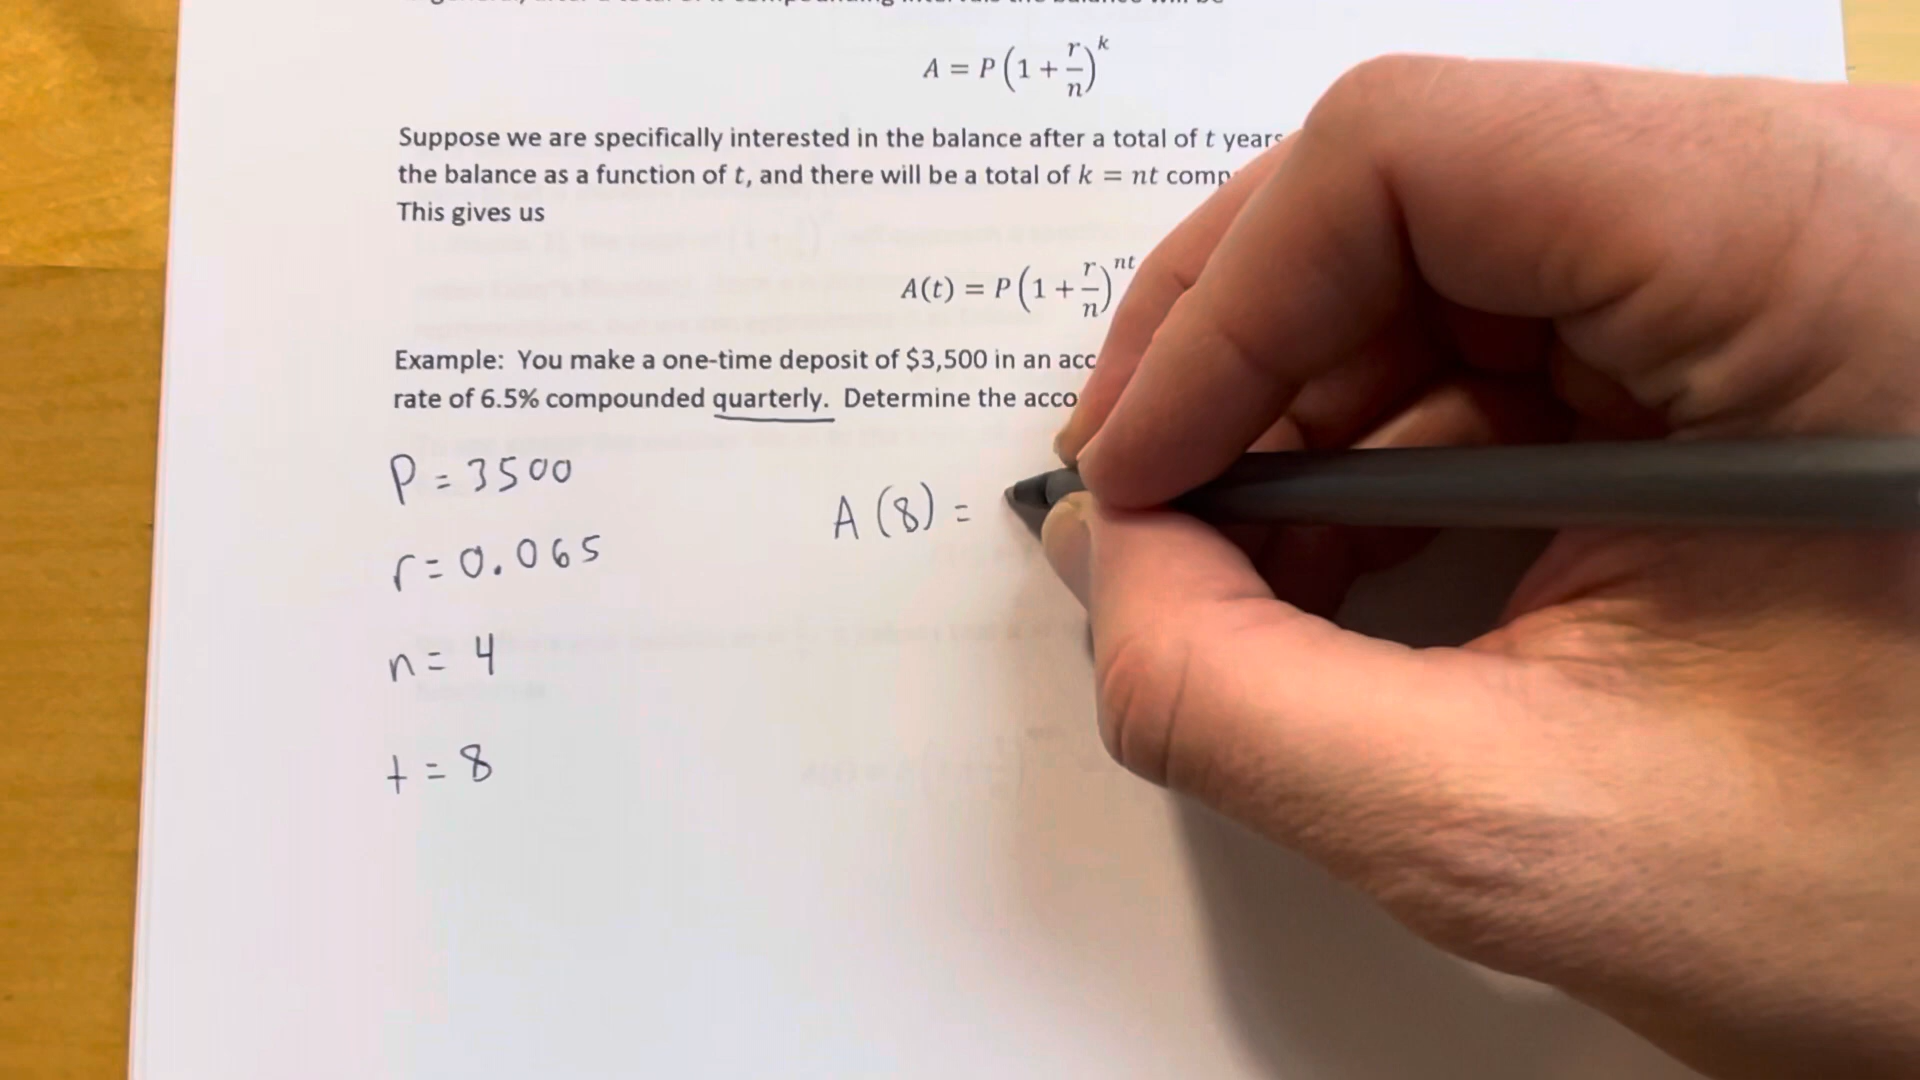 A = P(1 + r/n)^k
Suppose we are specifically interested in the balance after a total of t years
the balance as a function of t, and there will be a total of k = nt comp
This gives us
A(t) = P(1 + r/n)^nt
Example: You make a one-time deposit of $3,500 in an acc
rate of 6.5% compounded quarterly. Determine the acco
P = 3500
A(8) =
r = 0.065
n = 4
t = 8